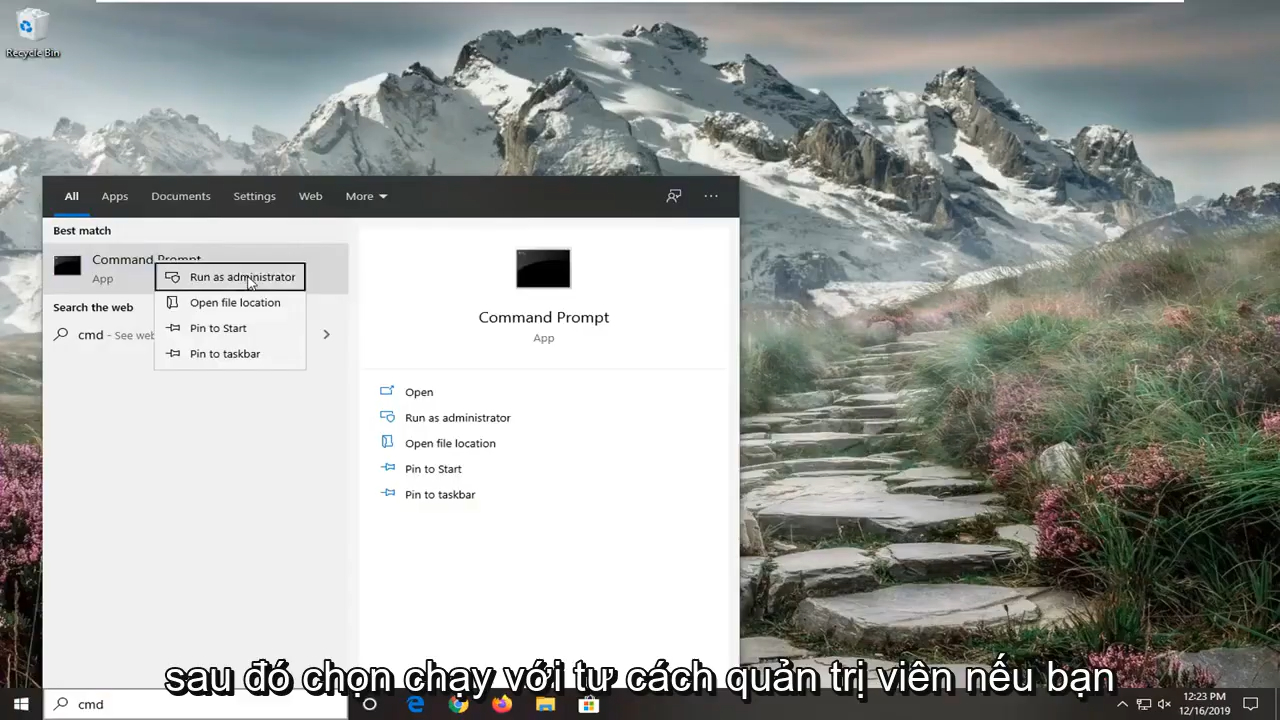 Recycle Bin
All Apps Documents Settings Web More
Best match
Command Prompt
App
Run as administrator
Open file location
Pin to Start
Pin to taskbar
Search the web
cmd - See web
Command Prompt
App
Open
Run as administrator
Open file location
Pin to Start
Pin to taskbar
sau đó chọn chạy với tư cách quản trị viên nếu bạn
cmd
12:23 PM
12/16/2019